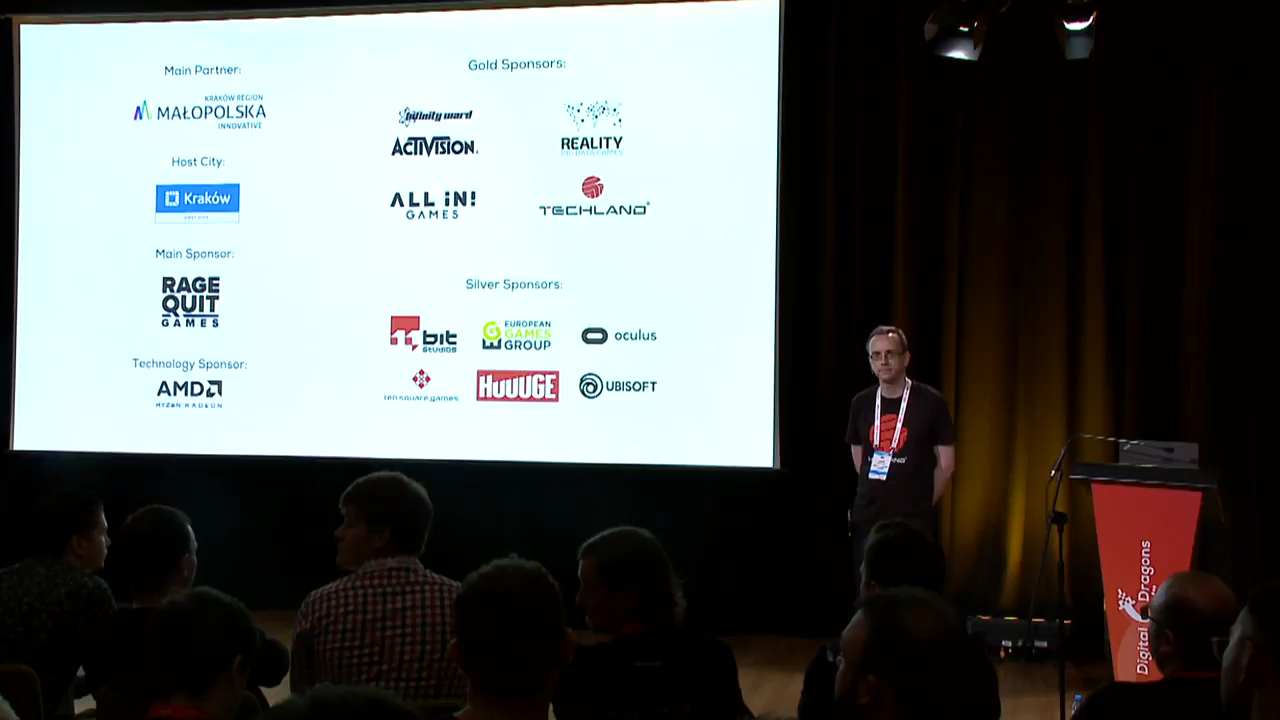 Main Partner:
KRAKÓW REGION
MAŁOPOLSKA
INNOVATIVE
Host City:
Kraków
Main Sponsor:
RAGE
QUIT
GAMES
Technology Sponsor:
AMD
RYZEN RADEON
Gold Sponsors:
infinity ward
ACTIVISION®
REALITY
ALL iN!
GAMES
TECHLAND®
Silver Sponsors:
11 bit
studios
EUROPEAN
GAMES
GROUP
oculus
ten square games
HUUUGE
UBISOFT
Digital Dragons